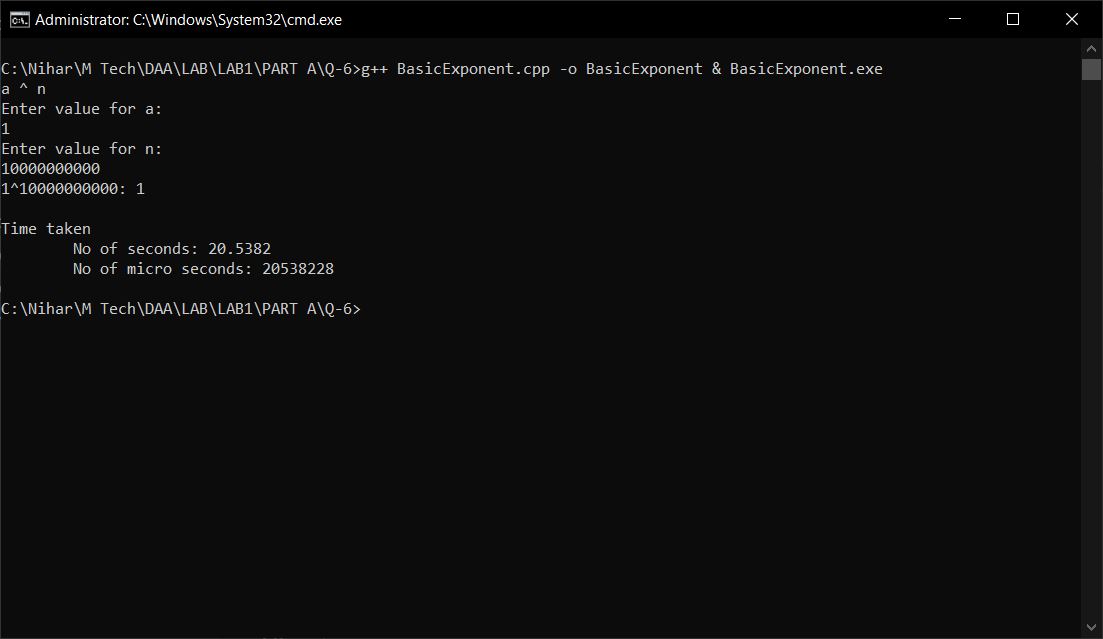 Administrator: C:\Windows\System32\cmd.exe
C:\Nihar\M Tech\DAA\LAB\LAB1\PART A\Q-6>g++ BasicExponent.cpp -o BasicExponent & BasicExponent.exe
a ^ n
Enter value for a:
1
Enter value for n:
10000000000
1^10000000000: 1
Time taken
No of seconds: 20.5382
No of micro seconds: 20538228
C:\Nihar\M Tech\DAA\LAB\LAB1\PART A\Q-6>